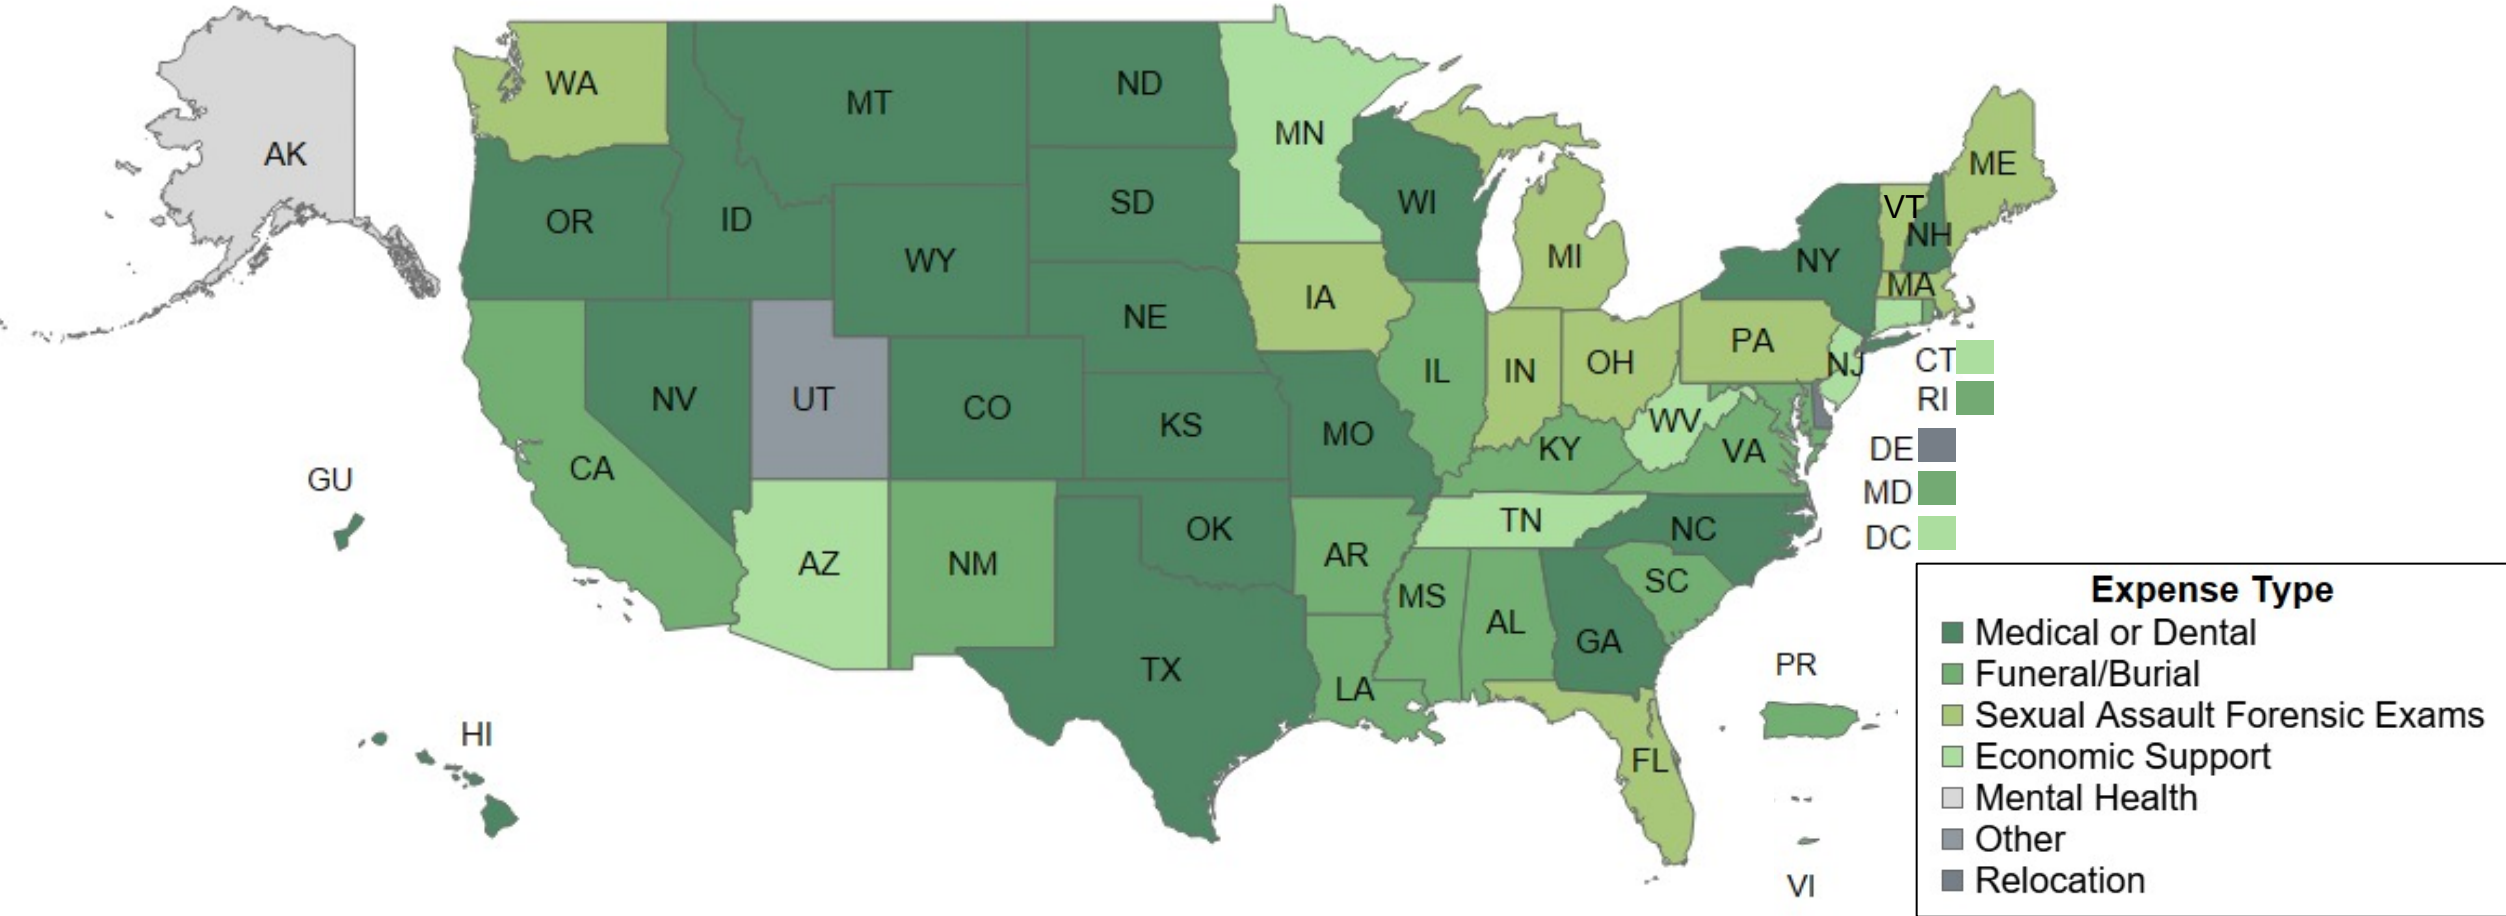 WA
MT
ND
MN
AK
ME
OR
ID
SD
WI
VT
NH
WY
MI
NY
MA
IA
NE
PA
NJ
CT
NV
UT
CO
IL
IN
OH
RI
KS
MO
WV
KY
VA
DE
CA
GU
MD
OK
TN
NC
DC
AZ
NM
AR
SC
MS
AL
GA
TX
LA
PR
HI
FL
VI
Expense Type
Medical or Dental
Funeral/Burial
Sexual Assault Forensic Exams
Economic Support
Mental Health
Other
Relocation